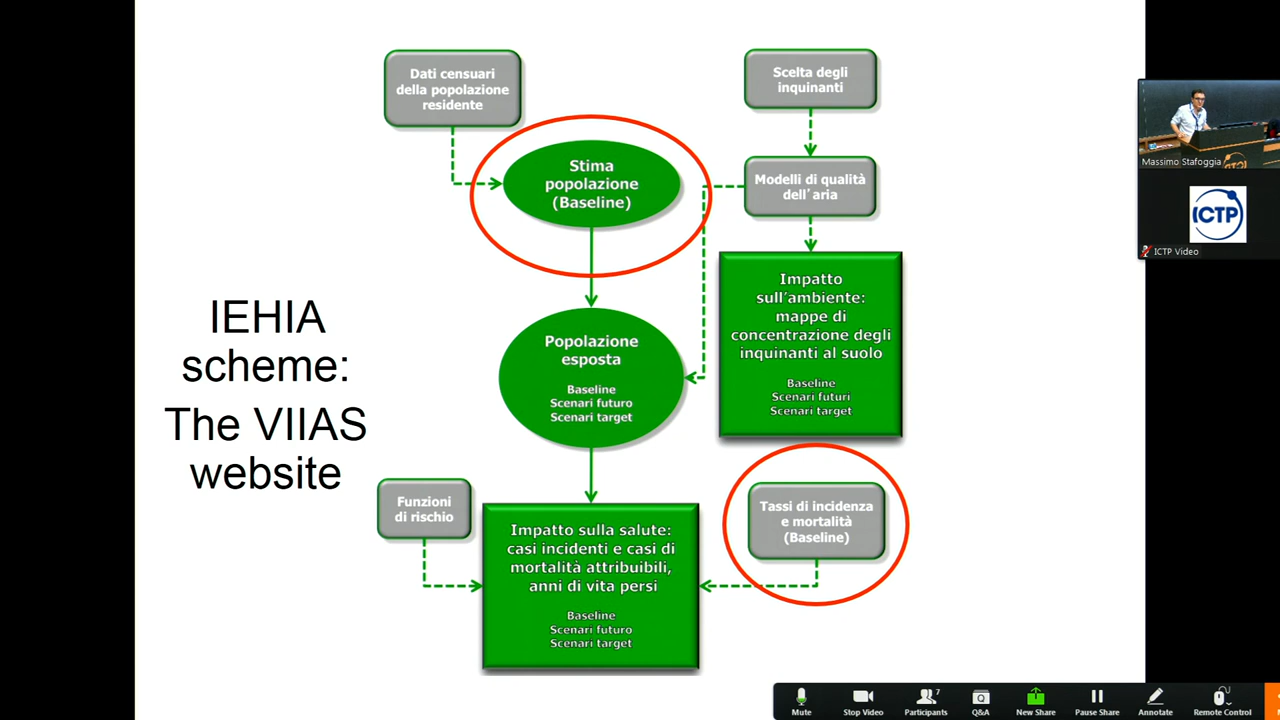 IEHIA
scheme:
The VIIAS
website
Dati censuari
della popolazione
residente
Scelta degli
inquinanti
Stima
popolazione
(Baseline)
Modelli di qualità
dell'aria
Popolazione
esposta
Baseline
Scenari futuro
Scenari target
Impatto
sull'ambiente:
mappe di
concentrazione degli
inquinanti al suolo
Baseline
Scenari futuri
Scenari target
Funzioni
di rischio
Impatto sulla salute:
casi incidenti e casi di
mortalità attribuibili,
anni di vita persi
Baseline
Scenari futuro
Scenari target
Tassi di incidenza
e mortalità
(Baseline)
Massimo Stafoggia
ICTP
ICTP Video
Mute
Stop Video
Participants
7
Q&A
New Share
Pause Share
Annotate
Remote Control